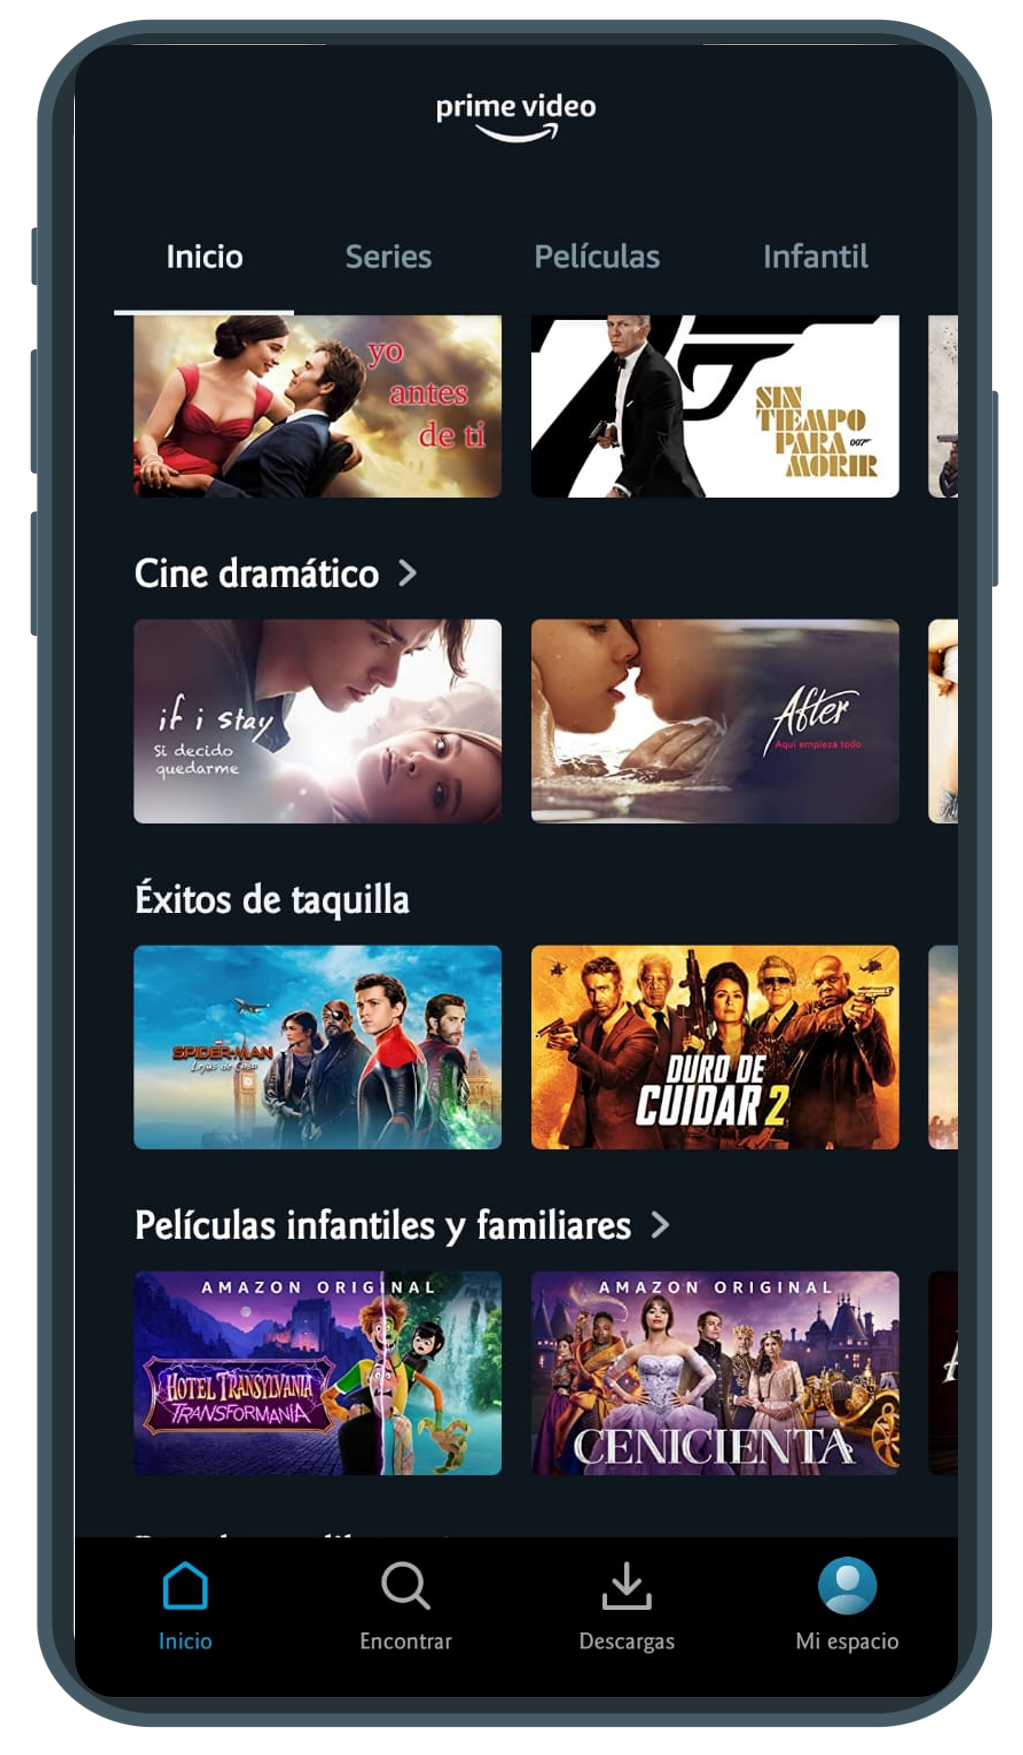 prime video
Inicio Series Películas Infantil
yo
antes
de ti
SIN
TIEMPO
PARA 007
MORIR
Cine dramático
if i stay
Si decido
quedarme
After
Aquí empieza todo
Éxitos de taquilla
SPIDER-MAN
Lejos de Casa
DURO DE
CUIDAR 2
Películas infantiles y familiares
AMAZON ORIGINAL
HOTEL TRANSYLVANIA
TRANSFORMANÍA
AMAZON ORIGINAL
CENICIENTA
Inicio Encontrar Descargas Mi espacio